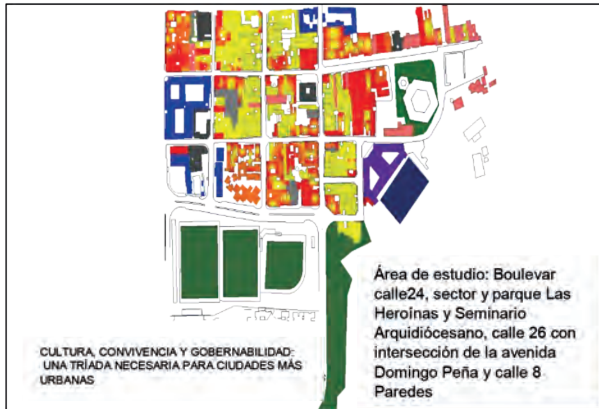 Área de estudio: Boulevar
calle24, sector y parque Las
Heroínas y Seminario
Arquidiócesano, calle 26 con
intersección de la avenida
Domingo Peña y calle 8
Paredes
CULTURA, CONVIVENCIA Y GOBERNABILIDAD:
UNA TRÍADA NECESARIA PARA CIUDADES MÁS
URBANAS